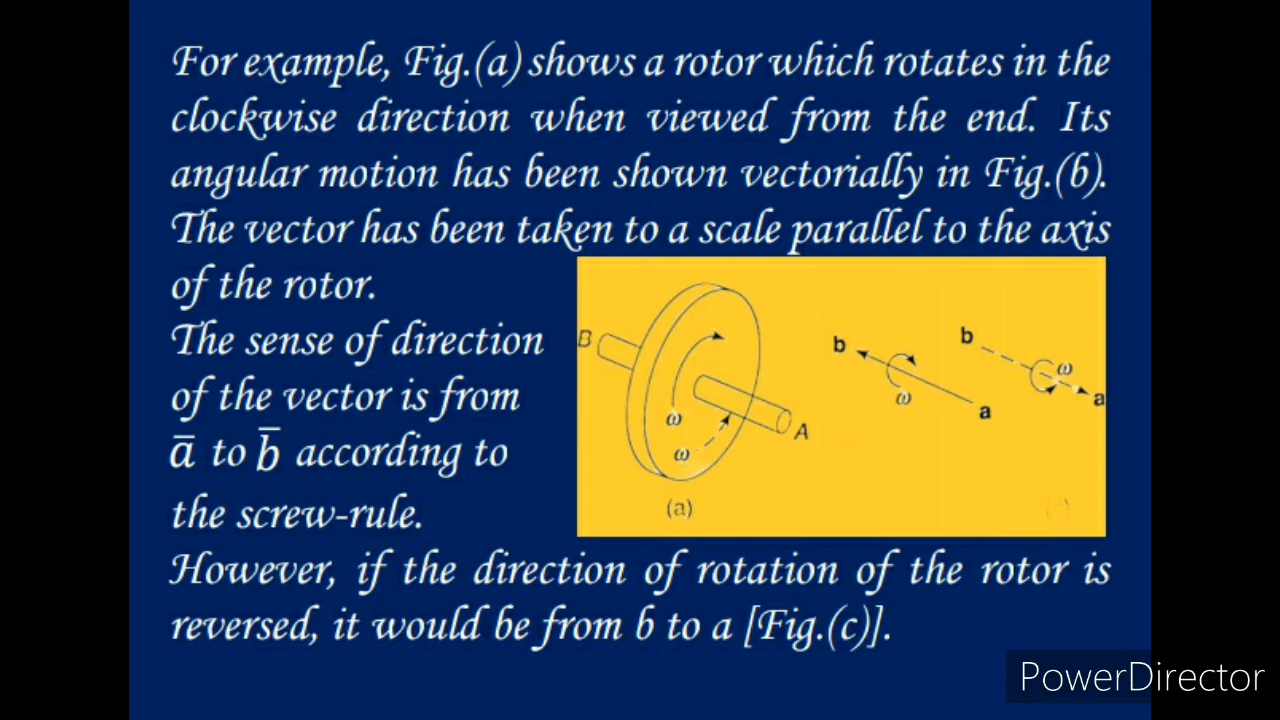 For example, Fig.(a) shows a rotor which rotates in the
clockwise direction when viewed from the end. Its
angular motion has been shown vectorially in Fig.(b).
The vector has been taken to a scale parallel to the axis
of the rotor.
The sense of direction
of the vector is from
a̅ to b̅ according to
the screw-rule.
B
ω
ω
A
(a)
b
ω
a
b
ω
a
However, if the direction of rotation of the rotor is
reversed, it would be from b to a [Fig.(c)].
PowerDirector